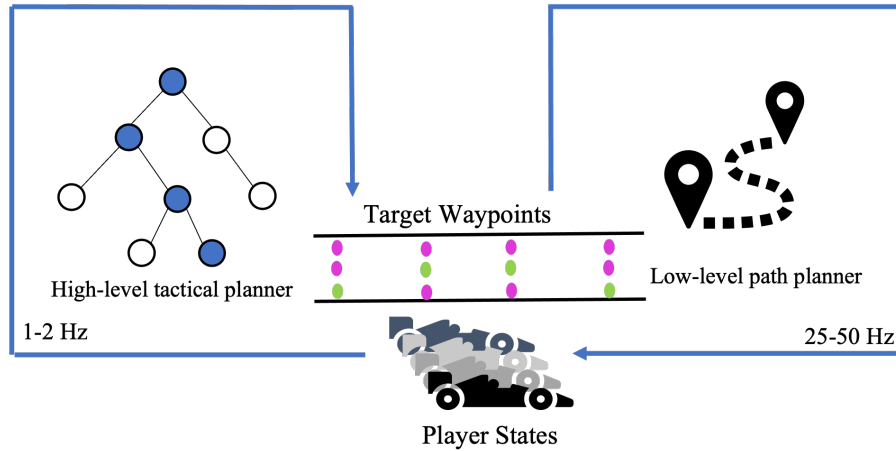 Target Waypoints
High-level tactical planner
Low-level path planner
1-2 Hz
25-50 Hz
Player States